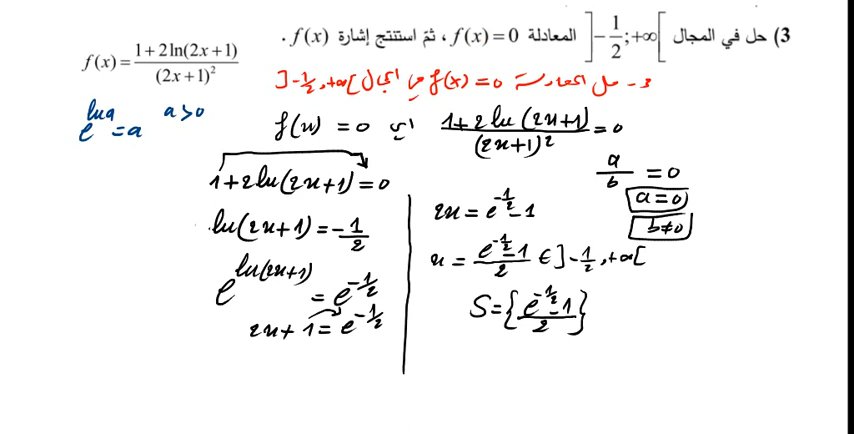 3) حل في المجال ]-1/2 ; +∞[ المعادلة f(x)=0 ، ثمّ استنتج إشارة f(x) .
f(x) = (1+2ln(2x+1))/(2x+1)²
3 - حل المعادلة f(x)=0 في المجال ]-1/2, +∞[
e^(ln a) = a   a>0
f(x) = 0   اي   (1+2ln(2x+1))/(2x+1)² = 0
a/b = 0
a=0
b≠0
1+2ln(2x+1)=0
ln(2x+1) = -1/2
e^(ln(2x+1)) = e^(-1/2)
2x+1 = e^(-1/2)
2x = e^(-1/2) -1
x = (e^(-1/2) -1)/2 ∈ ]-1/2, +∞[
S={(e^(-1/2) -1)/2}